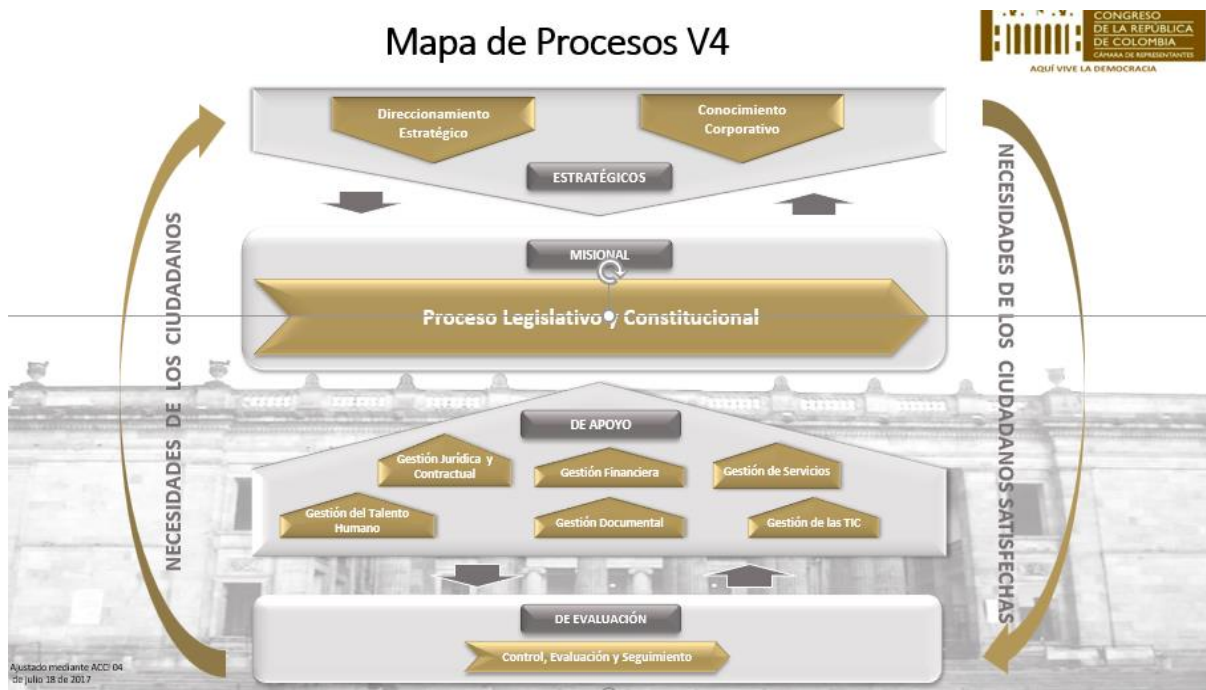 Mapa de Procesos V4
CONGRESO
DE LA REPÚBLICA
DE COLOMBIA
CÁMARA DE REPRESENTANTES
AQUÍ VIVE LA DEMOCRACIA
Direccionamiento
Estratégico
Conocimiento
Corporativo
ESTRATÉGICOS
NECESIDADES DE LOS CIUDADANOS
NECESIDADES DE LOS CIUDADANOS SATISFECHAS
MISIONAL
Proceso Legislativo y Constitucional
DE APOYO
Gestión Jurídica y
Contractual
Gestión Financiera
Gestión de Servicios
Gestión del Talento
Humano
Gestión Documental
Gestión de las TIC
DE EVALUACIÓN
Control, Evaluación y Seguimiento
Ajustado mediante ACCI 04
de julio 18 de 2017